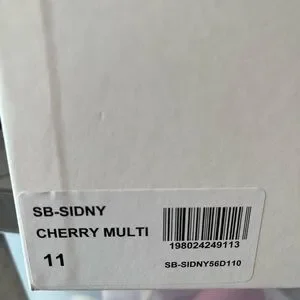 SB-SIDNY
CHERRY MULTI
11
198024249113
SB-SIDNY56D110